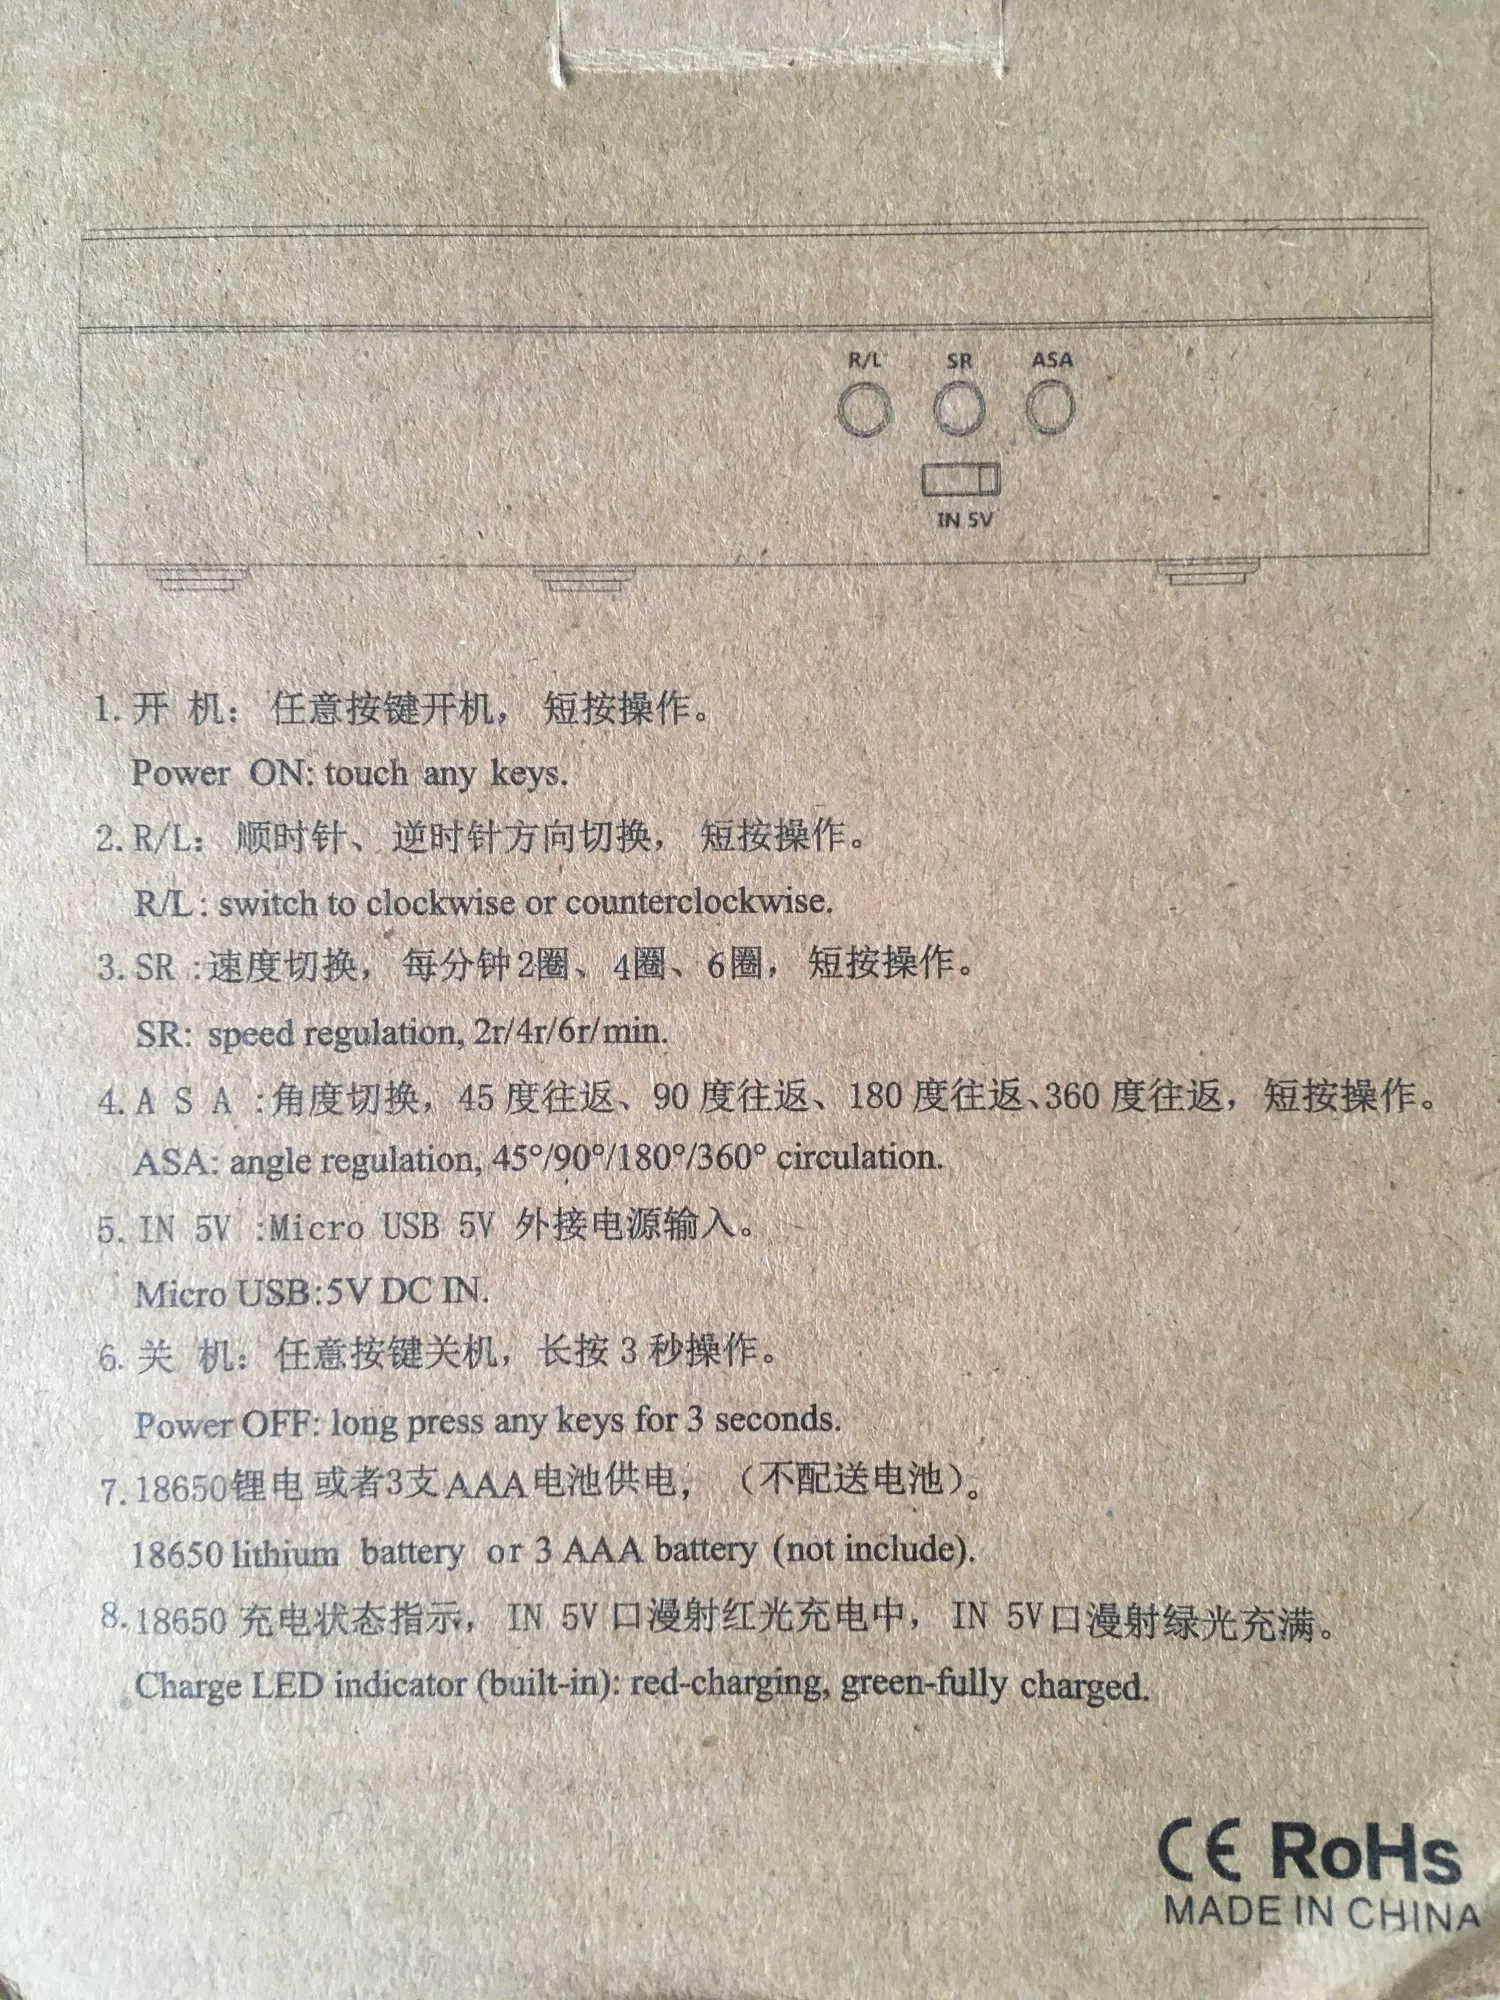 R/L SR ASA
IN 5V
1. 开 机： 任意按键开机， 短按操作。
Power ON: touch any keys.
2. R/L： 顺时针、逆时针方向切换， 短按操作。
R/L: switch to clockwise or counterclockwise.
3. SR :速度切换， 每分钟2圈、4圈、6圈， 短按操作。
SR: speed regulation, 2r/4r/6r/min.
4. A S A :角度切换，45 度往返、90 度往返、180 度往返、360 度往返，短按操作。
ASA: angle regulation, 45°/90°/180°/360° circulation.
5. IN 5V :Micro USB 5V 外接电源输入。
Micro USB:5V DC IN.
6. 关 机：任意按键关机，长按 3 秒操作。
Power OFF: long press any keys for 3 seconds.
7. 18650锂电 或者3支AAA电池供电， （不配送电池）。
18650 lithium battery or 3 AAA battery (not include).
8. 18650 充电状态指示， IN 5V 口漫射红光充电中， IN 5V口漫射绿光充满。
Charge LED indicator (built-in): red-charging, green-fully charged.
CE RoHs
MADE IN CHINA